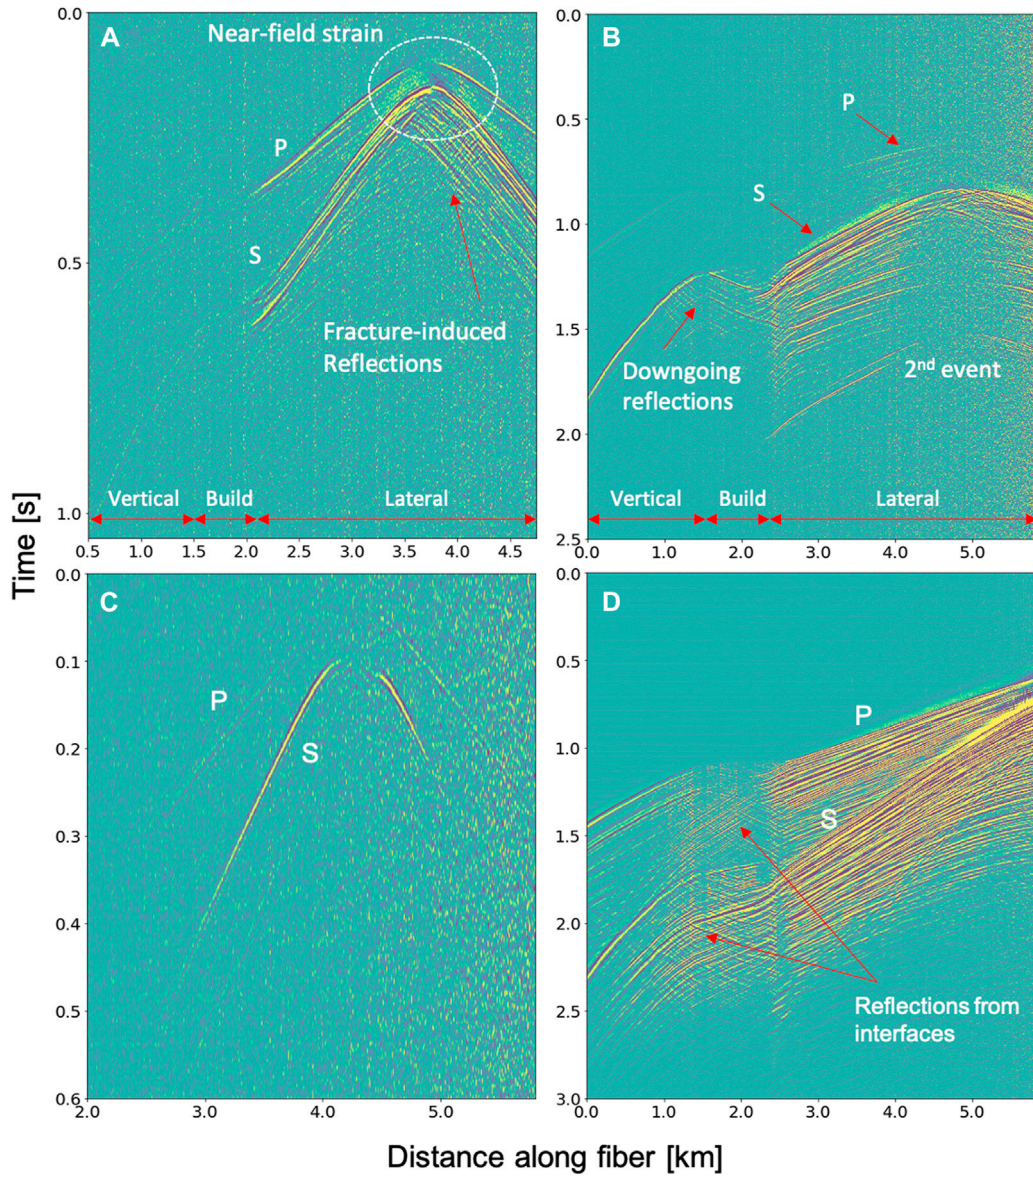 A
Near-field strain
P
S
Fracture-induced
Reflections
Vertical
Build
Lateral
0.0
0.5
1.0
0.5 1.0 1.5 2.0 2.5 3.0 3.5 4.0 4.5
B
P
S
Downgoing
reflections
2nd event
Vertical
Build
Lateral
0.0
0.5
1.0
1.5
2.0
2.5
0.0 1.0 2.0 3.0 4.0 5.0
Time [s]
C
P
S
0.0
0.1
0.2
0.3
0.4
0.5
0.6
2.0 3.0 4.0 5.0
D
P
S
Reflections from
interfaces
0.0
0.5
1.0
1.5
2.0
2.5
3.0
0.0 1.0 2.0 3.0 4.0 5.0
Distance along fiber [km]